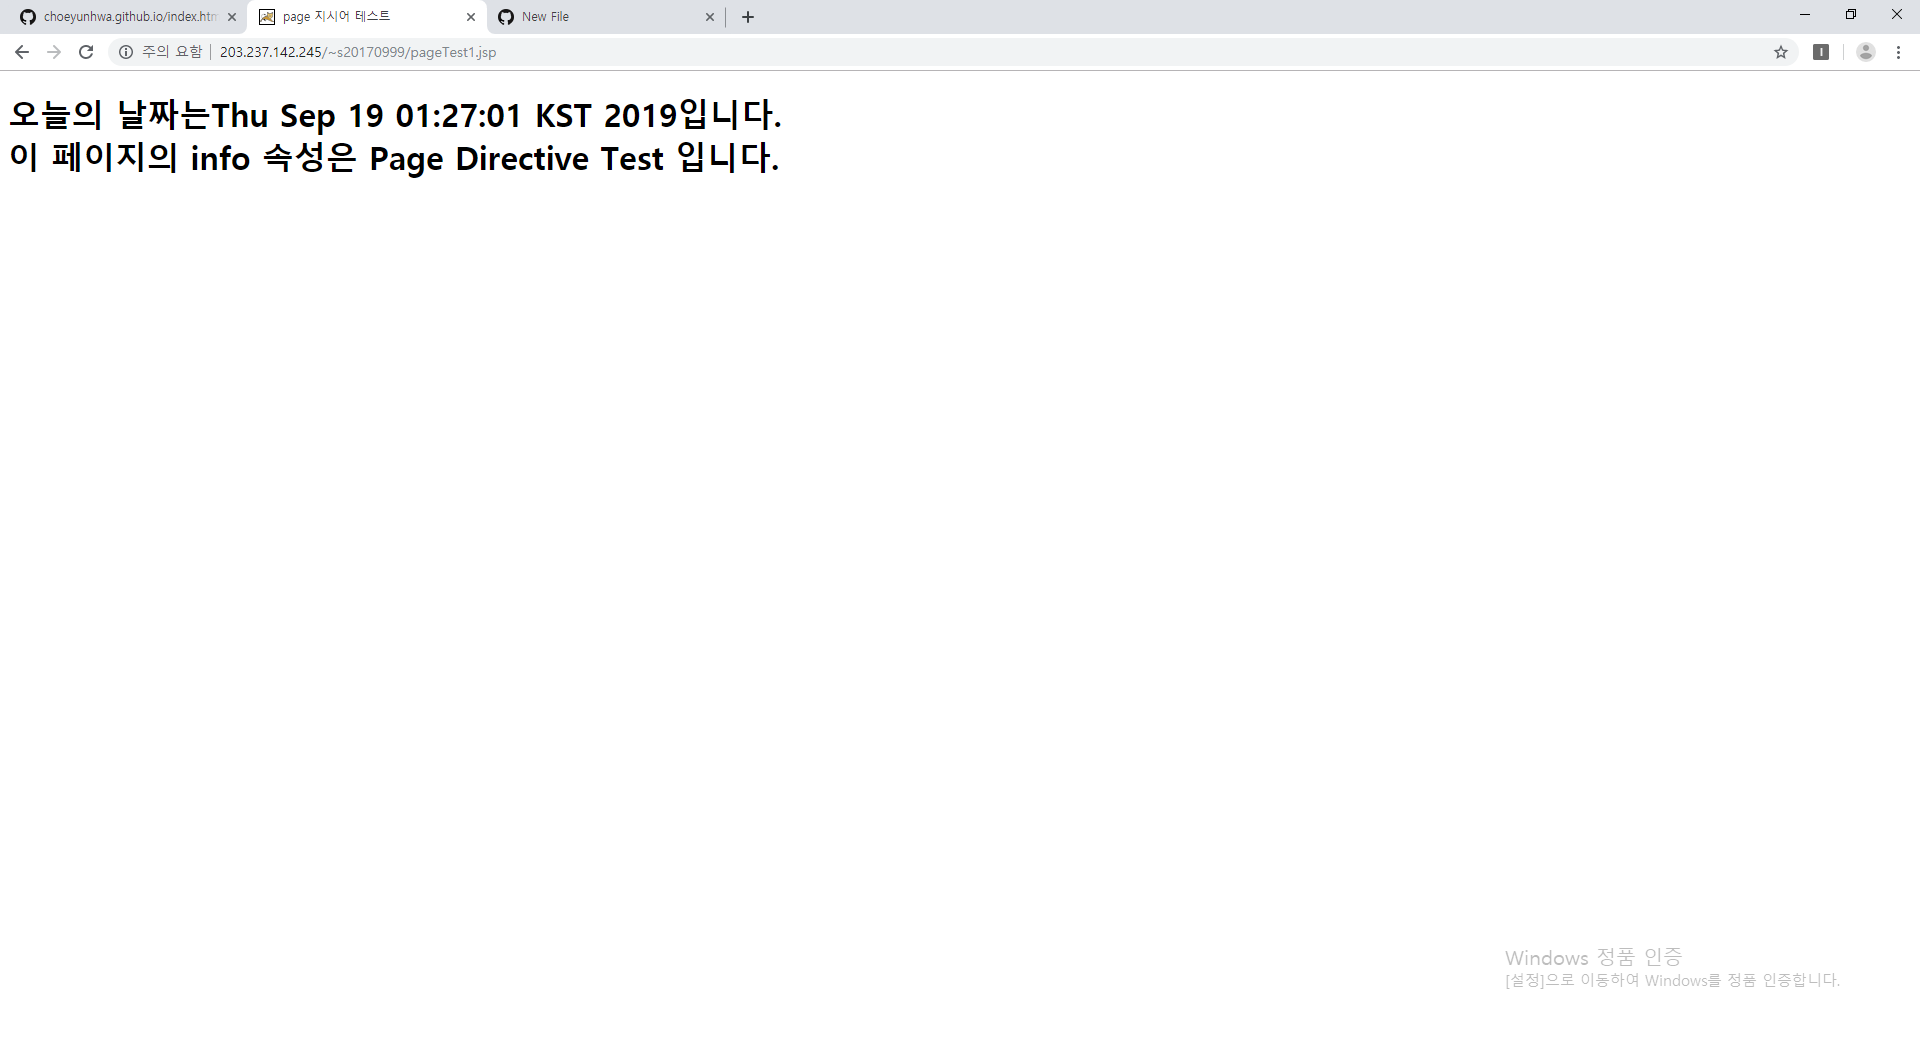 choeyunhwa.github.io/index.htm
page 지시어 테스트
New File
주의 요함
203.237.142.245/~s20170999/pageTest1.jsp
오늘의 날짜는Thu Sep 19 01:27:01 KST 2019입니다.
이 페이지의 info 속성은 Page Directive Test 입니다.
Windows 정품 인증
[설정]으로 이동하여 Windows를 정품 인증합니다.